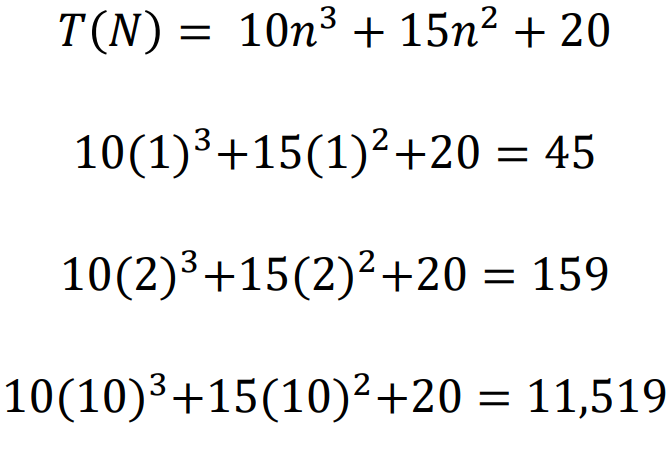 T(N) = 10n³ + 15n² + 20
10(1)³+15(1)²+20 = 45
10(2)³+15(2)²+20 = 159
10(10)³+15(10)²+20 = 11,519